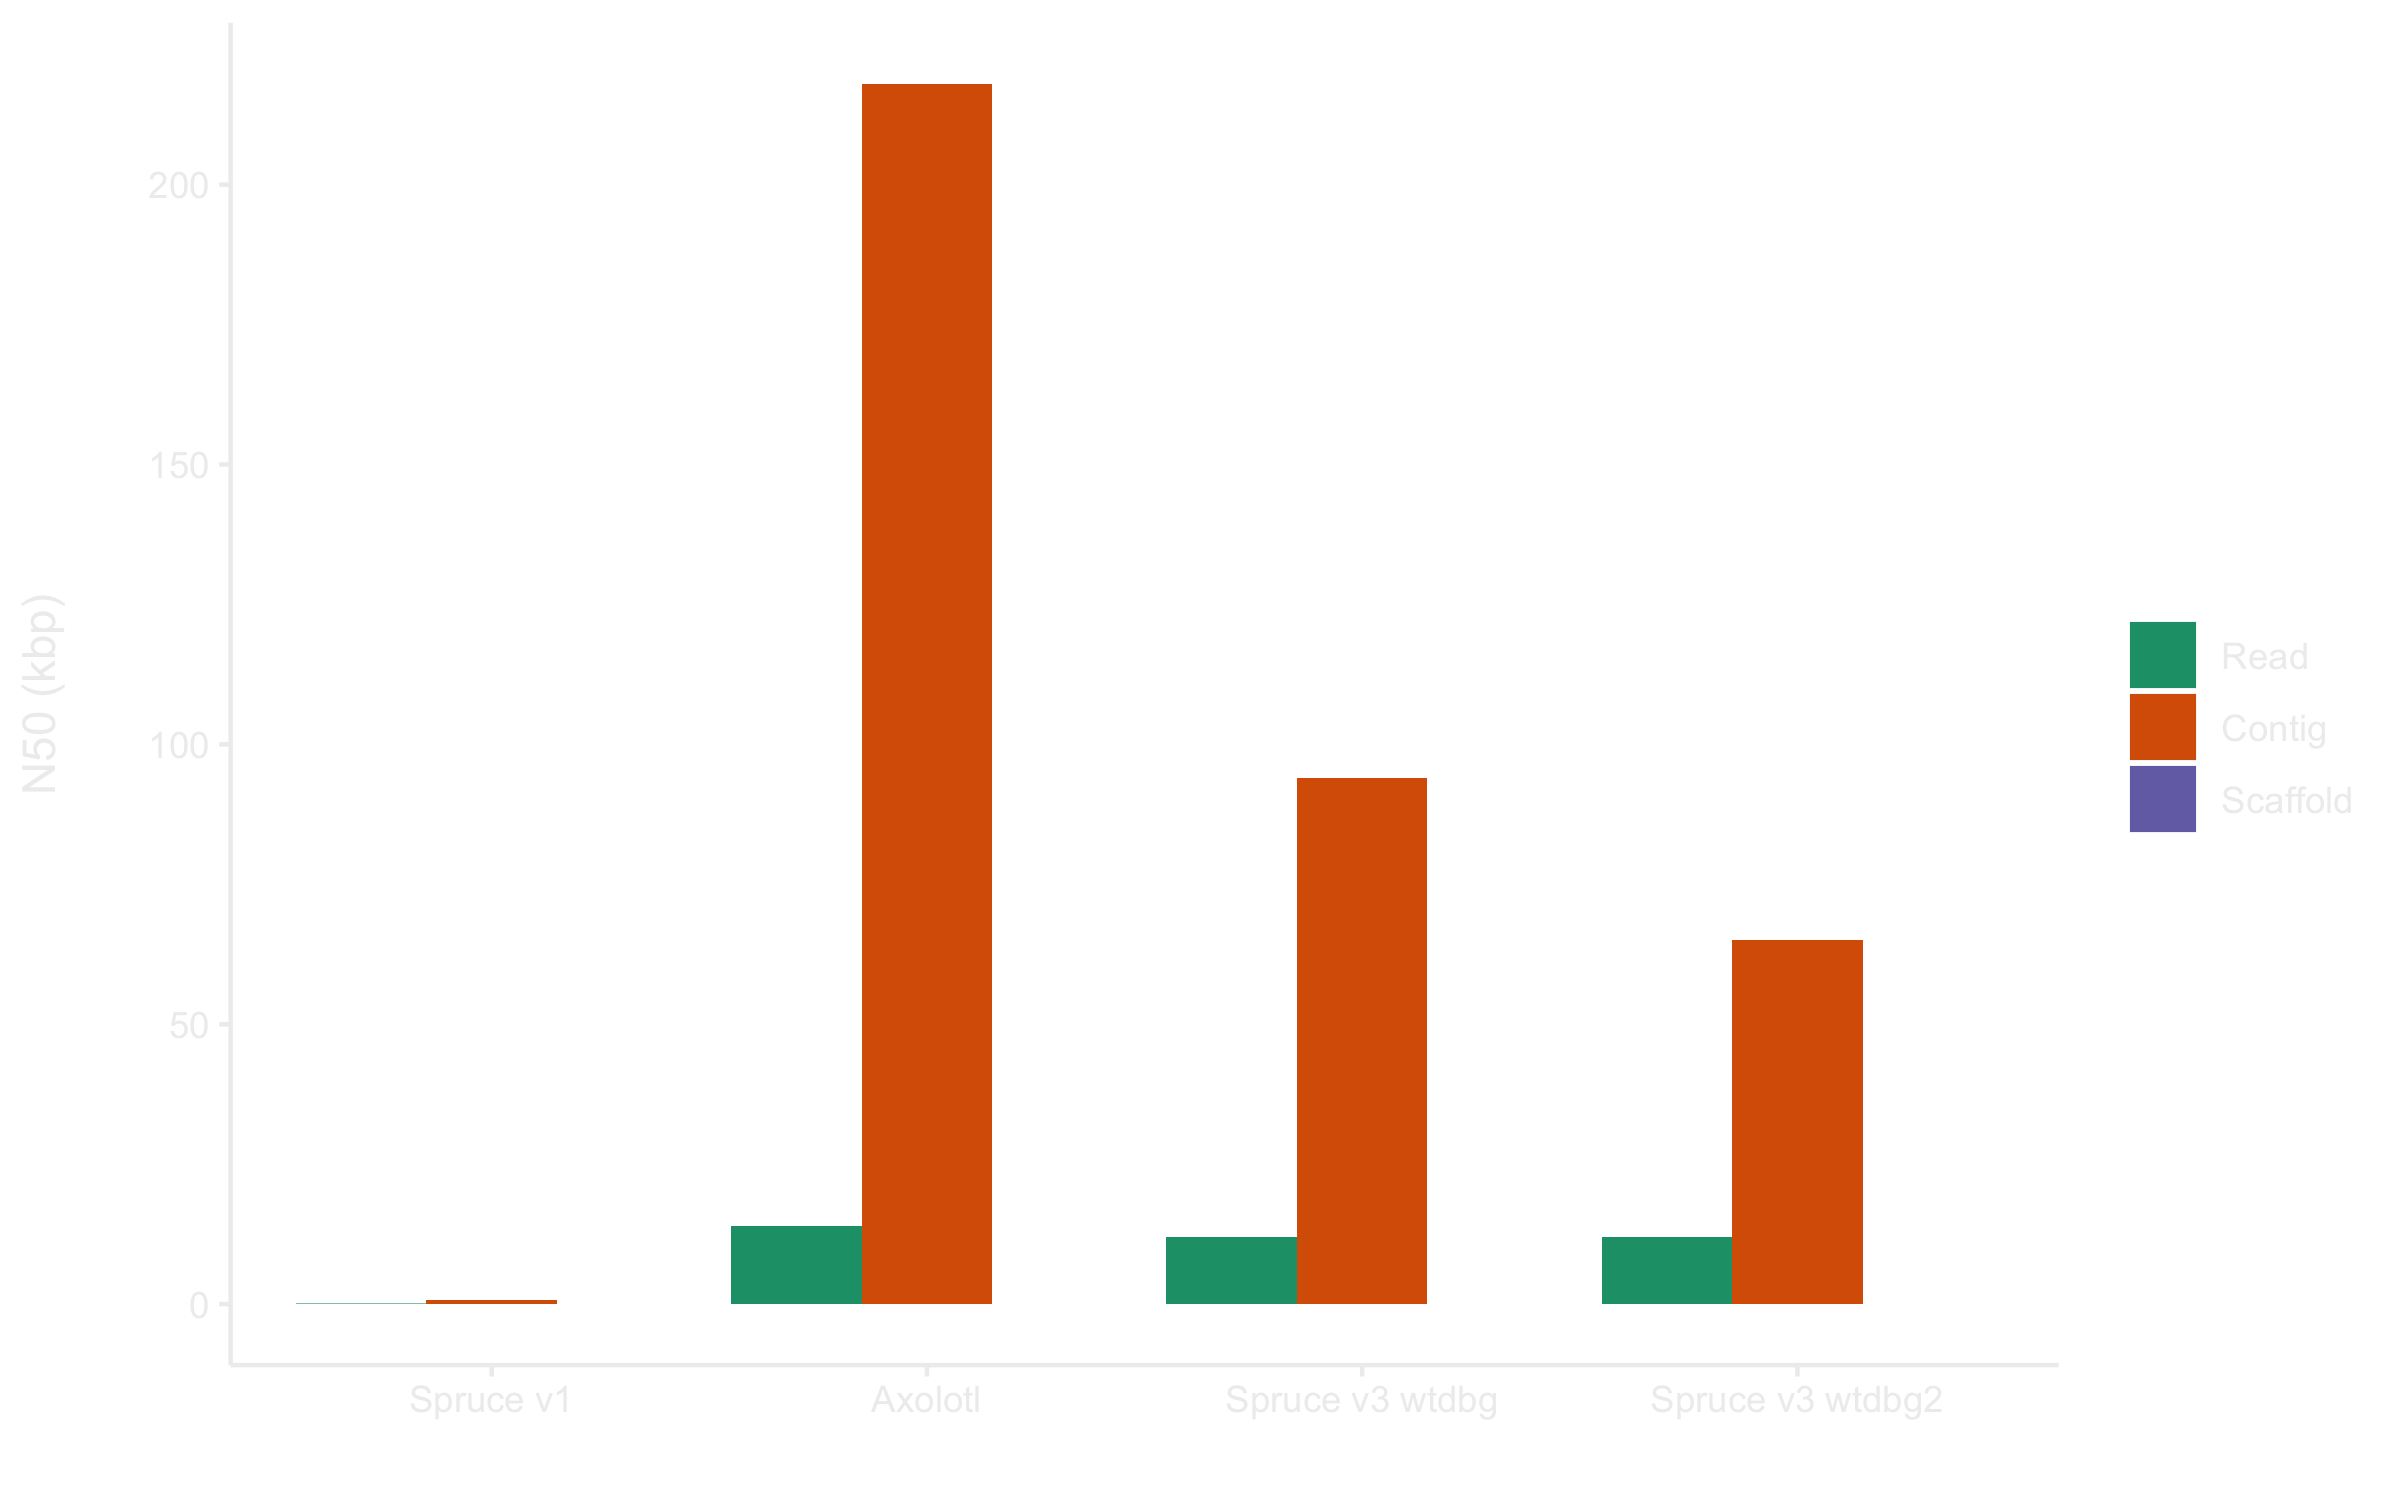 N50 (kbp)
200
150
100
50
0
Spruce v1
Axolotl
Spruce v3 wtdbg
Spruce v3 wtdbg2
Read
Contig
Scaffold